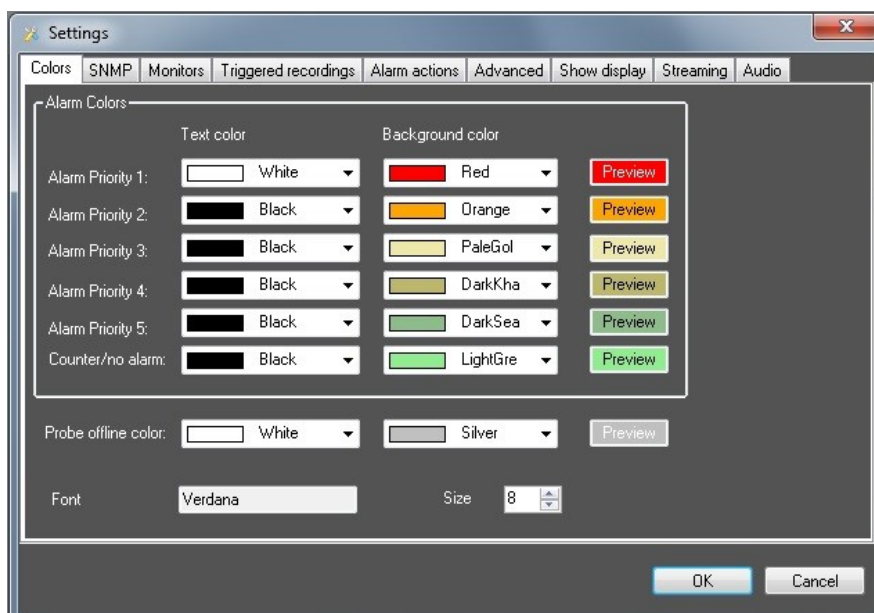 Settings
Colors SNMP Monitors Triggered recordings Alarm actions Advanced Show display Streaming Audio
Alarm Colors
Text color Background color
Alarm Priority 1: White Red Preview
Alarm Priority 2: Black Orange Preview
Alarm Priority 3: Black PaleGol Preview
Alarm Priority 4: Black DarkKha Preview
Alarm Priority 5: Black DarkSea Preview
Counter/no alarm: Black LightGre Preview
Probe offline color: White Silver Preview
Font Verdana Size 8
OK Cancel